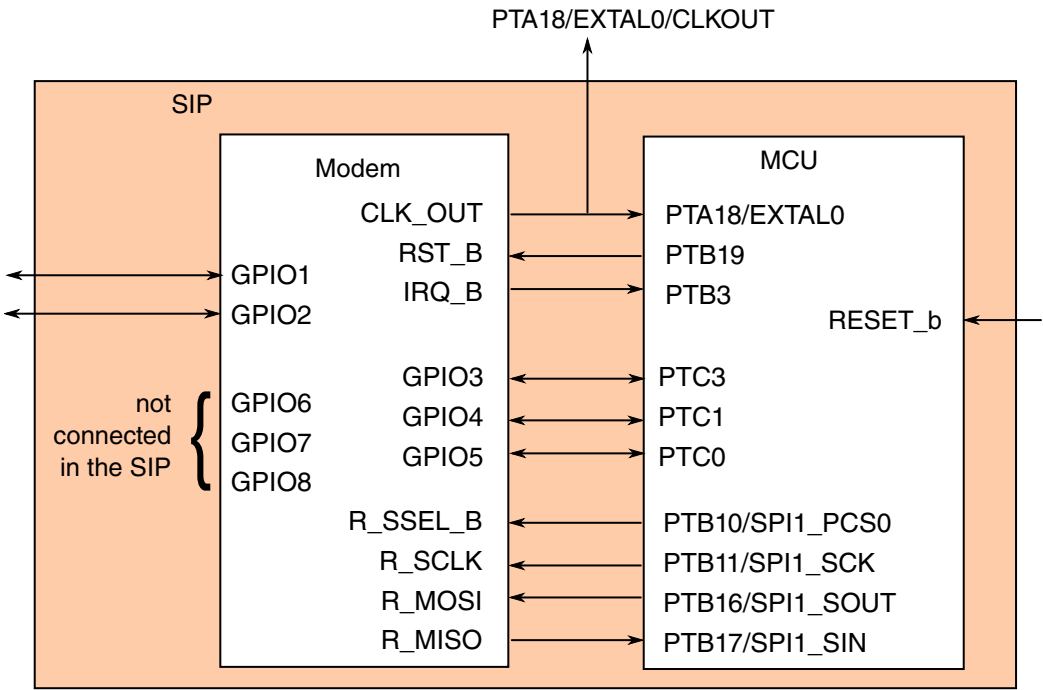 PTA18/EXTAL0/CLKOUT
SIP
Modem
MCU
CLK_OUT
PTA18/EXTAL0
RST_B
PTB19
GPIO1
IRQ_B
PTB3
GPIO2
RESET_b
GPIO3
PTC3
not
connected
in the SIP
GPIO6
GPIO7
GPIO8
GPIO4
PTC1
GPIO5
PTC0
R_SSEL_B
PTB10/SPI1_PCS0
R_SCLK
PTB11/SPI1_SCK
R_MOSI
PTB16/SPI1_SOUT
R_MISO
PTB17/SPI1_SIN